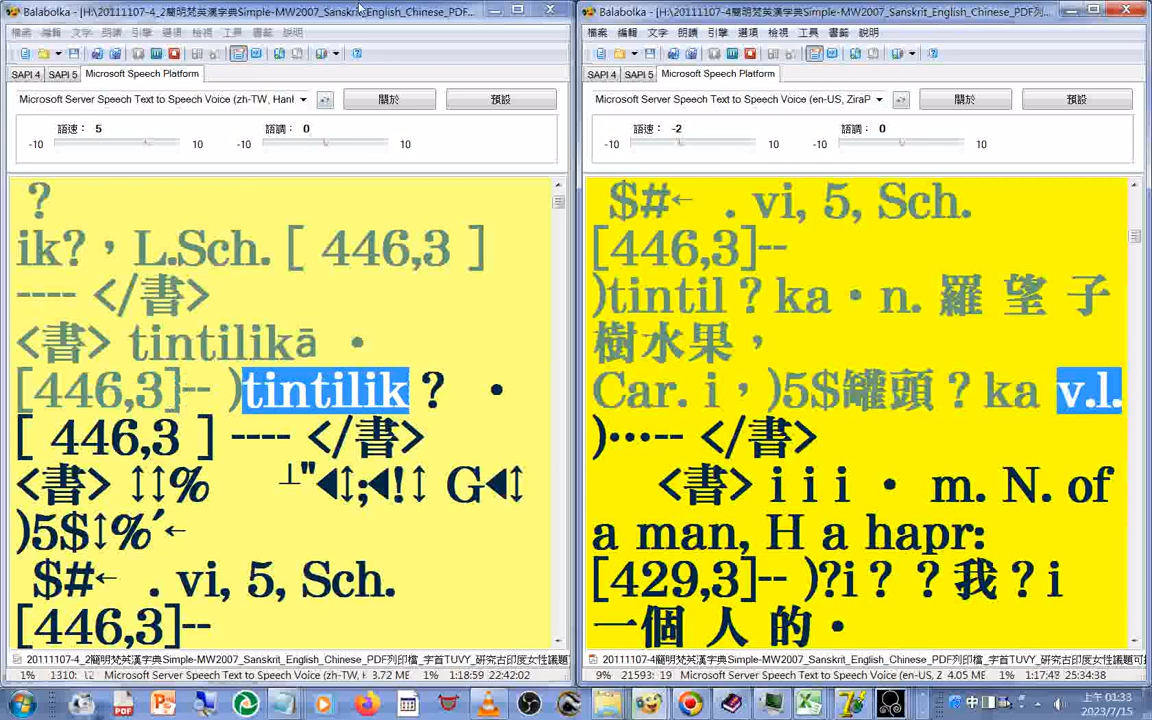 Balabolka - [H:\20111107-4_2簡明梵英漢字典Simple-MW2007_Sanskrit_English_Chinese_PDF...
檔案 編輯 文字 朗讀 引擎 選項 檢視 工具 書籤 說明
SAPI 4 SAPI 5 Microsoft Speech Platform
Microsoft Server Speech Text to Speech Voice (zh-TW, Hanl
關於 預設
語速： 5 語調： 0
-10 10 -10 10
?
ik?，L.Sch. [ 446,3 ]
---- </書>
<書> tintilikā •
[446,3]-- )tintilik ? •
[ 446,3 ] ---- </書>
<書> ↕↕% ┴"◀↕;◀!↕ G◀↕
)5$↕%´←
$#← . vi, 5, Sch.
[446,3]--
20111107-4_2簡明梵英漢字典Simple-MW2007_Sanskrit_English_Chinese_PDF列印檔_字首TUVY_研究古印度女性議題
1% 1310: Microsoft Server Speech Text to Speech Voice (zh-TW, H 3.72 ME 1% 1:18:59 22:42:02
Balabolka - [H:\20111107-4簡明梵英漢字典Simple-MW2007_Sanskrit_English_Chinese_PDF列...
檔案 編輯 文字 朗讀 引擎 選項 檢視 工具 書籤 說明
SAPI 4 SAPI 5 Microsoft Speech Platform
Microsoft Server Speech Text to Speech Voice (en-US, ZiraP
關於 預設
語速： -2 語調： 0
-10 10 -10 10
$#← . vi, 5, Sch.
[446,3]--
)tintil ? ka • n. 羅 望 子
樹水果，
Car. i，)5$罐頭 ? ka v.l.
)…-- </書>
<書> i i i • m. N. of
a man, H a hapr:
[429,3]-- )?i ? ? 我 ? i
一個 人 的 •
20111107-4簡明梵英漢字典Simple-MW2007_Sanskrit_English_Chinese_PDF列印檔_字首TUVY_研究古印度女性議題可
9% 21593: 19 Microsoft Server Speech Text to Speech Voice (en-US, Z 4.05 ME 1% 1:17:4 25:34:38
中
上午 01:33
2023/7/15